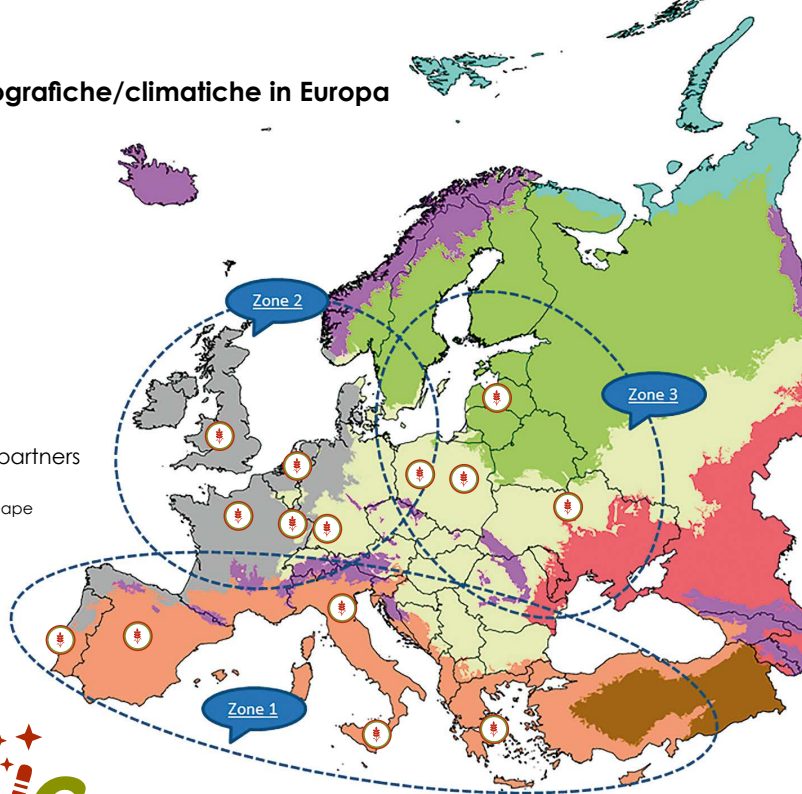 ografiche/climatiche in Europa
Zone 2
Zone 3
partners
ape
Zone 1